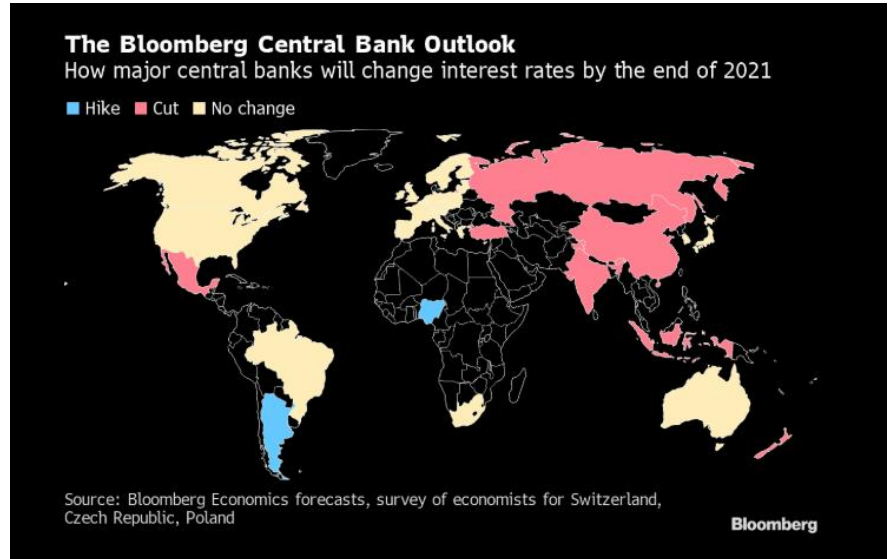 The Bloomberg Central Bank Outlook
How major central banks will change interest rates by the end of 2021
Hike Cut No change
Source: Bloomberg Economics forecasts, survey of economists for Switzerland,
Czech Republic, Poland
Bloomberg